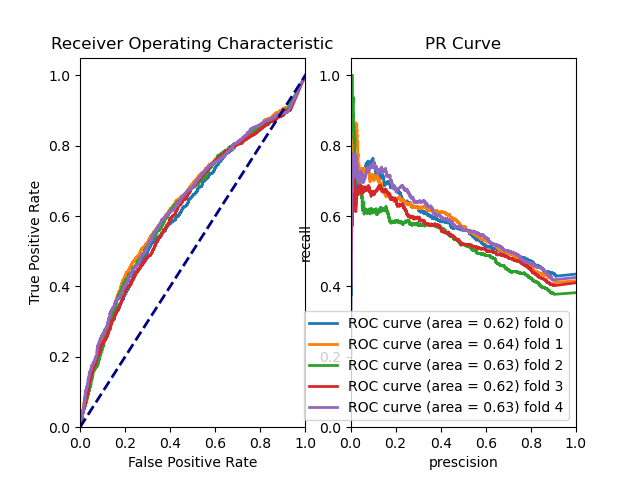 Receiver Operating Characteristic
PR Curve
True Positive Rate
1.0
0.8
0.6
0.4
0.2
0.0
0.0 0.2 0.4 0.6 0.8 1.0
False Positive Rate
recall
1.0
0.8
0.6
0.4
0.2
0.0
0.0 0.2 0.4 0.6 0.8 1.0
prescision
ROC curve (area = 0.62) fold 0
ROC curve (area = 0.64) fold 1
ROC curve (area = 0.63) fold 2
ROC curve (area = 0.62) fold 3
ROC curve (area = 0.63) fold 4